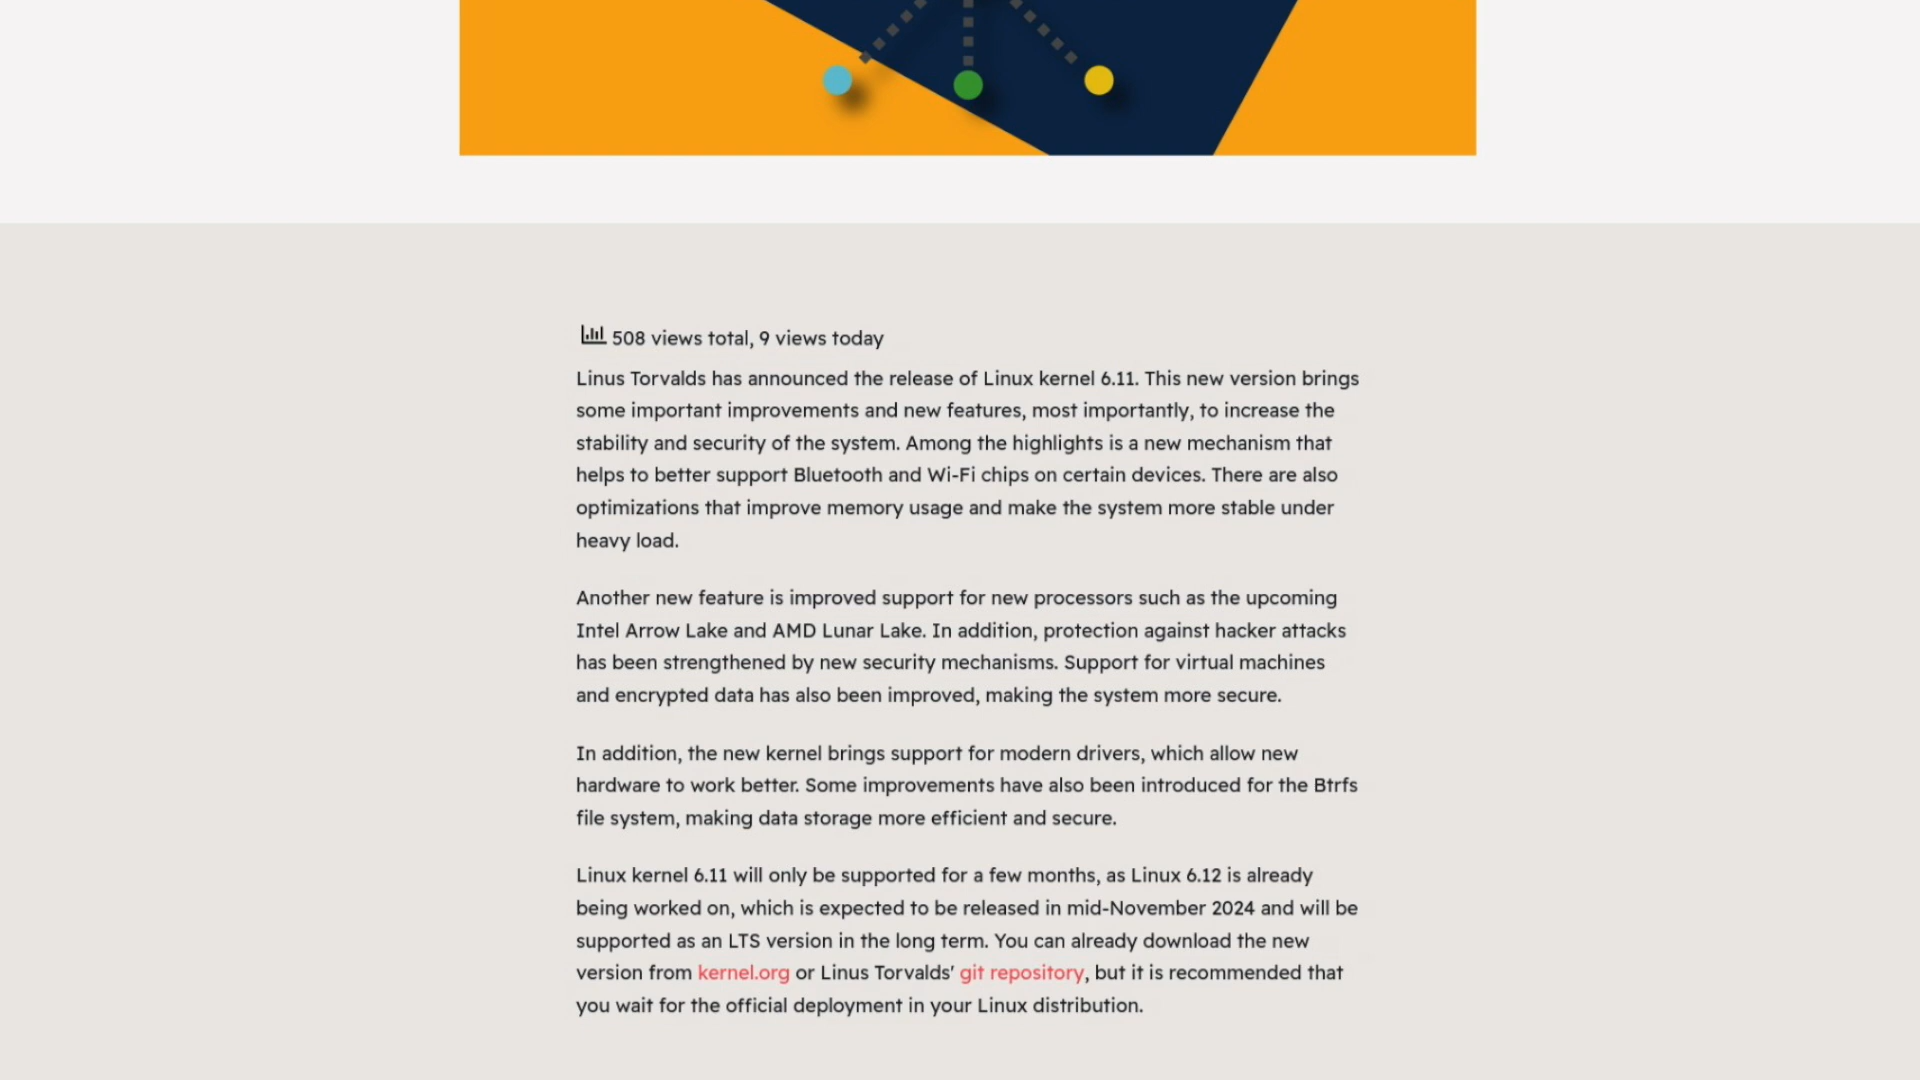 508 views total, 9 views today
Linus Torvalds has announced the release of Linux kernel 6.11. This new version brings
some important improvements and new features, most importantly, to increase the
stability and security of the system. Among the highlights is a new mechanism that
helps to better support Bluetooth and Wi-Fi chips on certain devices. There are also
optimizations that improve memory usage and make the system more stable under
heavy load.
Another new feature is improved support for new processors such as the upcoming
Intel Arrow Lake and AMD Lunar Lake. In addition, protection against hacker attacks
has been strengthened by new security mechanisms. Support for virtual machines
and encrypted data has also been improved, making the system more secure.
In addition, the new kernel brings support for modern drivers, which allow new
hardware to work better. Some improvements have also been introduced for the Btrfs
file system, making data storage more efficient and secure.
Linux kernel 6.11 will only be supported for a few months, as Linux 6.12 is already
being worked on, which is expected to be released in mid-November 2024 and will be
supported as an LTS version in the long term. You can already download the new
version from kernel.org or Linus Torvalds' git repository, but it is recommended that
you wait for the official deployment in your Linux distribution.